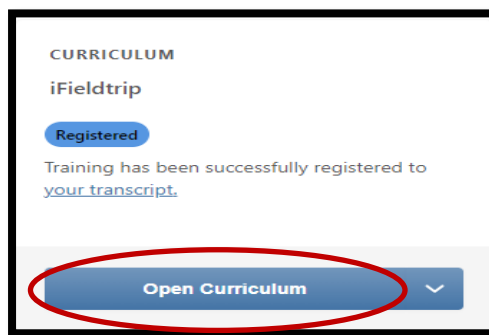 CURRICULUM
iFieldtrip
Registered
Training has been successfully registered to
your transcript.
Open Curriculum